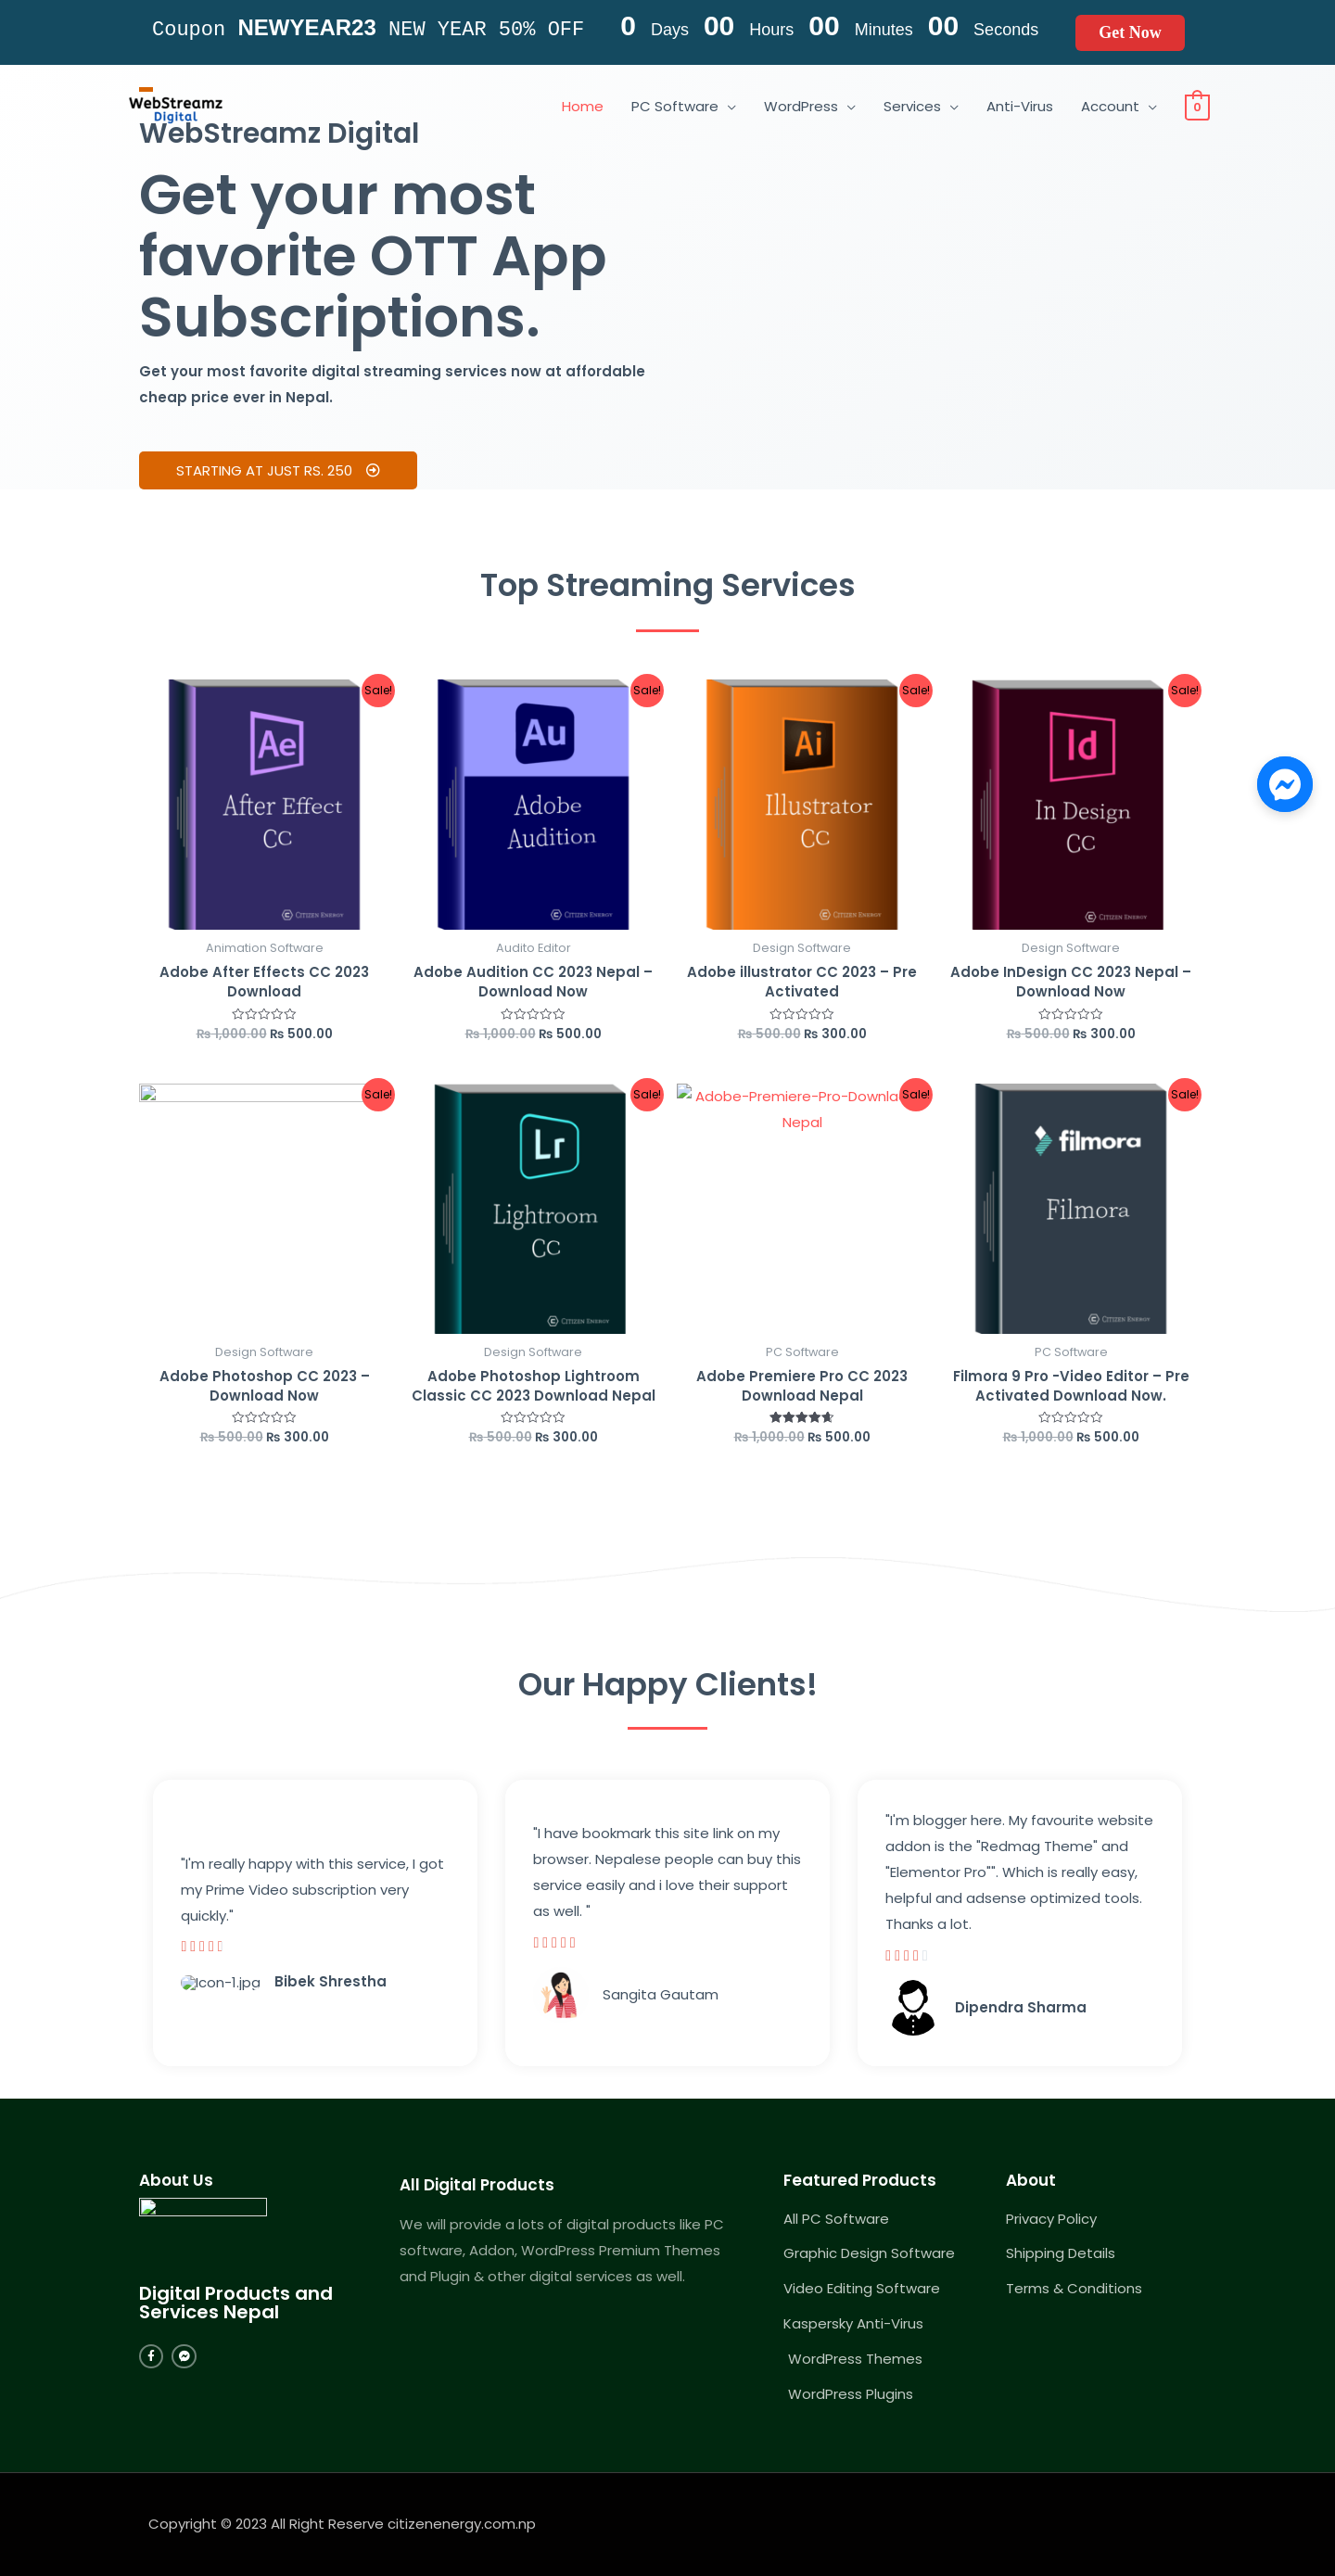 Coupon NEWYEAR23 NEW YEAR 50% OFF 0 Days 00 Hours 00 Minutes 00 Seconds Get Now
WebStreamz
Digital
Home PC Software WordPress Services Anti-Virus Account 0
WebStreamz Digital
Get your most
favorite OTT App
Subscriptions.
Get your most favorite digital streaming services now at affordable
cheap price ever in Nepal.
STARTING AT JUST RS. 250
Top Streaming Services
Sale! Sale! Sale! Sale!
Ae Au Ai Id
After Effect
CC
Adobe
Audition
Illustrator
CC
In Design
CC
CITIZEN ENERGY CITIZEN ENERGY CITIZEN ENERGY CITIZEN ENERGY
Animation Software
Adobe After Effects CC 2023
Download
₨ 1,000.00 ₨ 500.00
Audito Editor
Adobe Audition CC 2023 Nepal –
Download Now
₨ 1,000.00 ₨ 500.00
Design Software
Adobe illustrator CC 2023 – Pre
Activated
₨ 500.00 ₨ 300.00
Design Software
Adobe InDesign CC 2023 Nepal –
Download Now
₨ 500.00 ₨ 300.00
Sale! Sale! Sale! Sale!
Lr
Lightroom
CC
CITIZEN ENERGY
Adobe-Premiere-Pro-Downla
Nepal
filmora
Filmora
CITIZEN ENERGY
Design Software
Adobe Photoshop CC 2023 –
Download Now
₨ 500.00 ₨ 300.00
Design Software
Adobe Photoshop Lightroom
Classic CC 2023 Download Nepal
₨ 500.00 ₨ 300.00
PC Software
Adobe Premiere Pro CC 2023
Download Nepal
₨ 1,000.00 ₨ 500.00
PC Software
Filmora 9 Pro -Video Editor – Pre
Activated Download Now.
₨ 1,000.00 ₨ 500.00
Our Happy Clients!
"I'm really happy with this service, I got
my Prime Video subscription very
quickly."
Icon-1.jpg Bibek Shrestha
"I have bookmark this site link on my
browser. Nepalese people can buy this
service easily and i love their support
as well. "
Sangita Gautam
"I'm blogger here. My favourite website
addon is the "Redmag Theme" and
"Elementor Pro"". Which is really easy,
helpful and adsense optimized tools.
Thanks a lot.
Dipendra Sharma
About Us
Digital Products and
Services Nepal
All Digital Products
We will provide a lots of digital products like PC
software, Addon, WordPress Premium Themes
and Plugin & other digital services as well.
Featured Products
All PC Software
Graphic Design Software
Video Editing Software
Kaspersky Anti-Virus
WordPress Themes
WordPress Plugins
About
Privacy Policy
Shipping Details
Terms & Conditions
Copyright © 2023 All Right Reserve citizenenergy.com.np